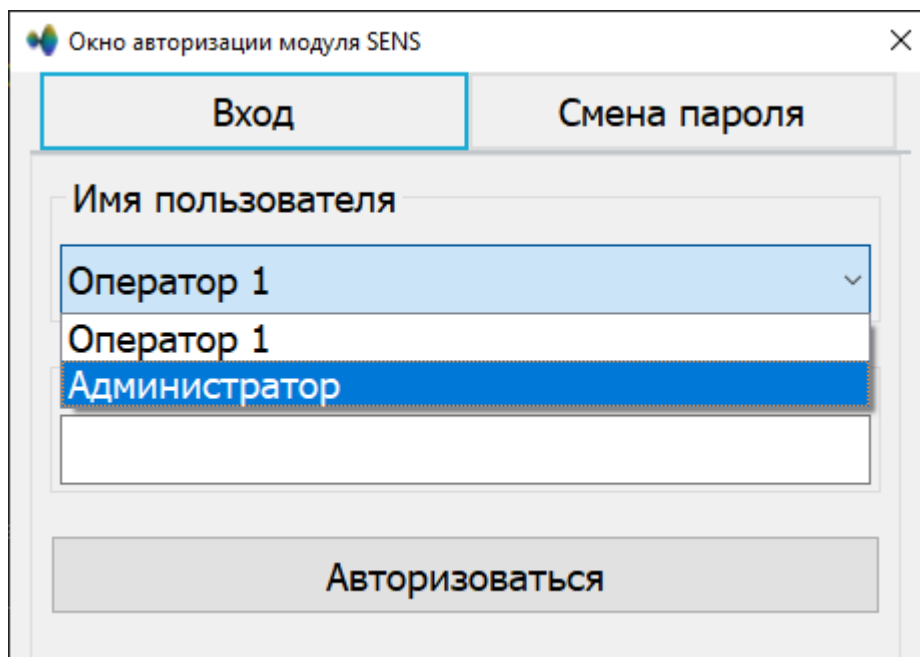 Окно авторизации модуля SENS
Вход
Смена пароля
Имя пользователя
Оператор 1
Оператор 1
Администратор
Авторизоваться